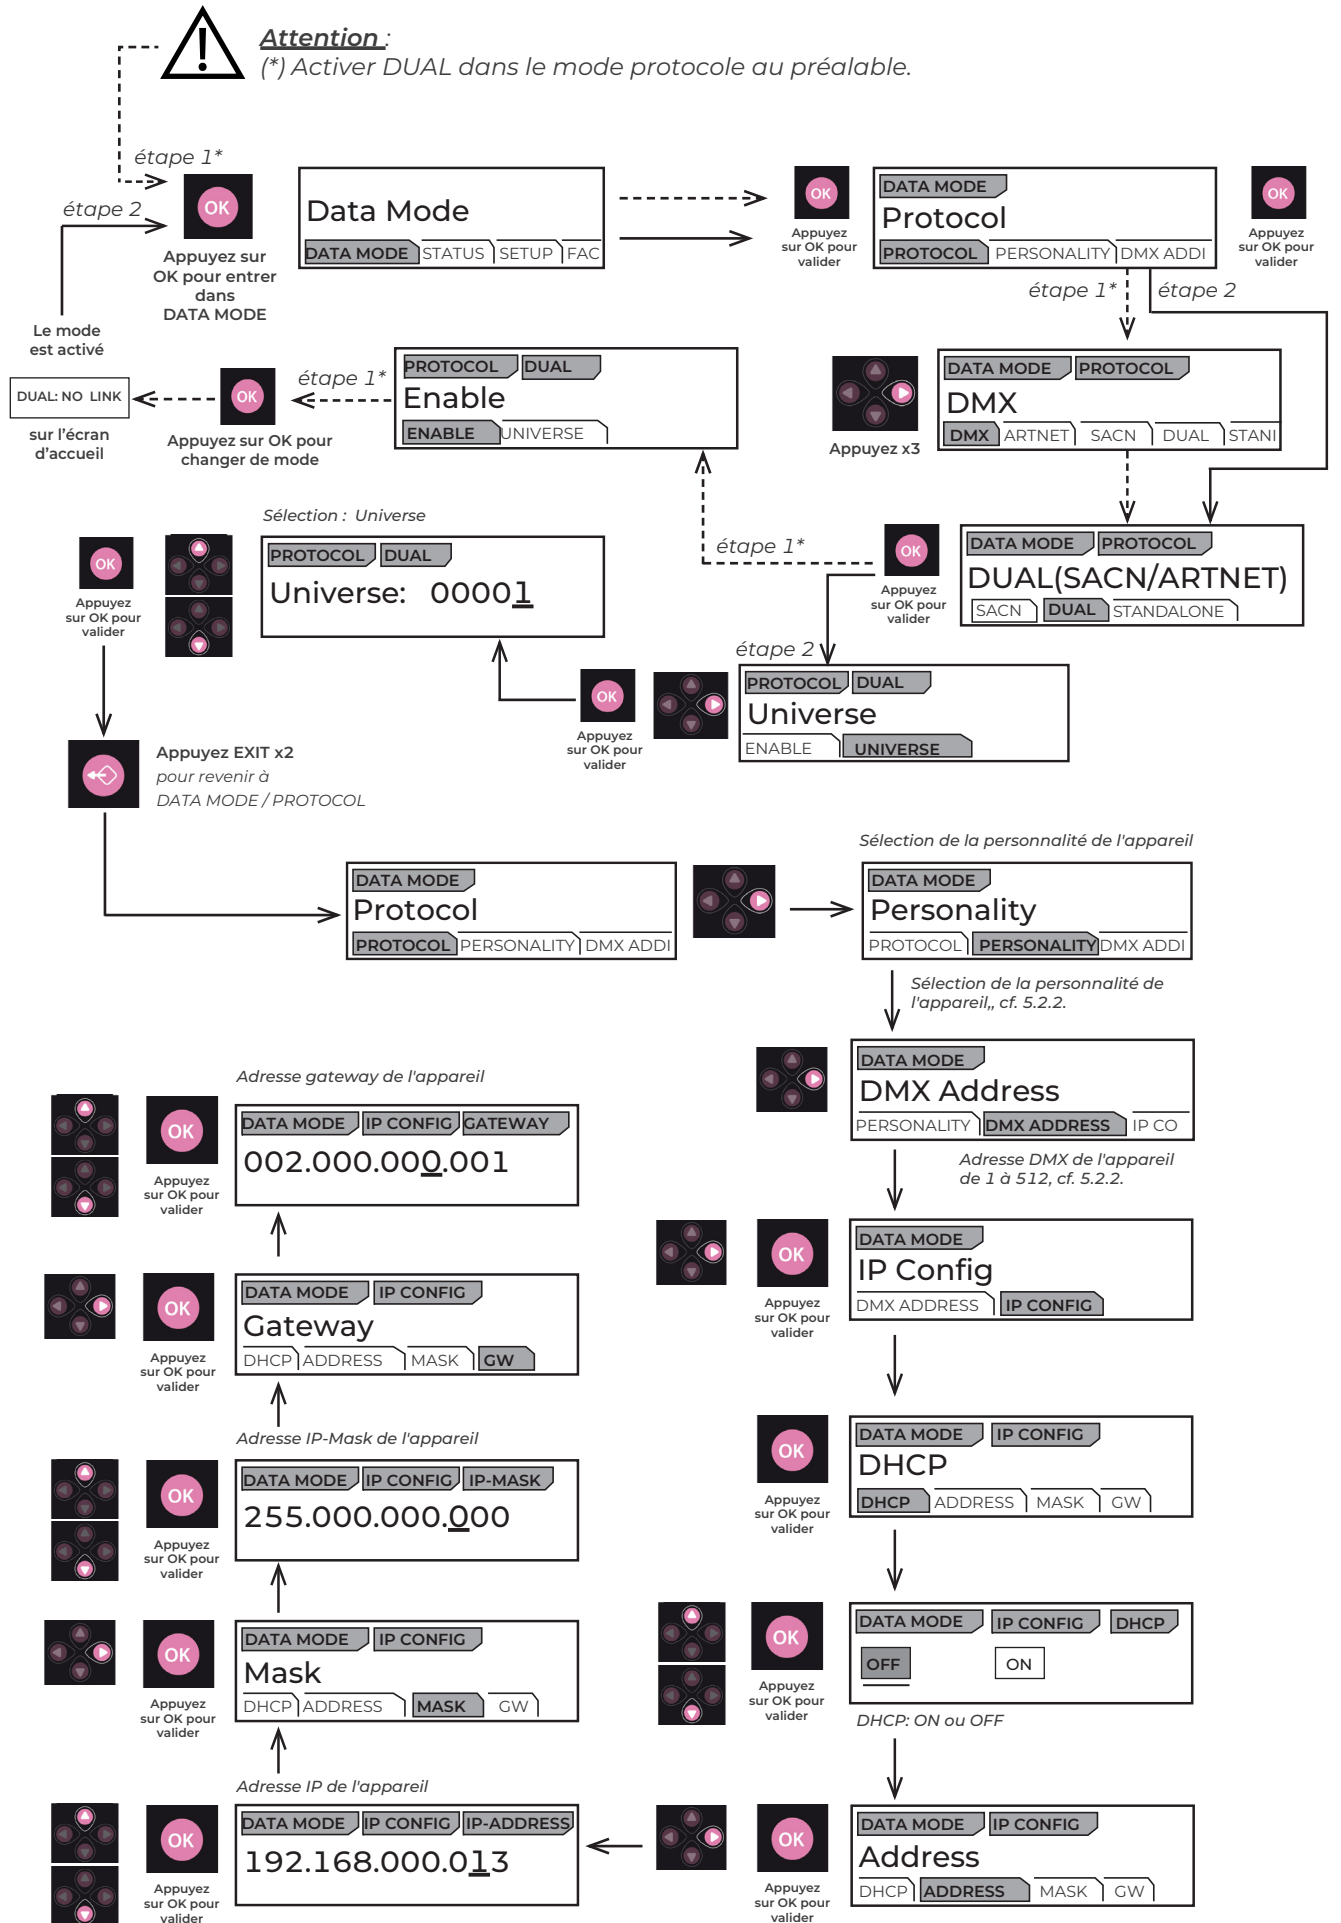 Attention :
(*) Activer DUAL dans le mode protocole au préalable.
étape 1*
étape 2
OK
Appuyez sur
OK pour entrer
dans
DATA MODE
Data Mode
DATA MODE STATUS SETUP FAC
OK
Appuyez
sur OK pour
valider
DATA MODE
Protocol
PROTOCOL PERSONALITY DMX ADDI
OK
Appuyez
sur OK pour
valider
étape 1*
étape 2
Le mode
est activé
DUAL: NO LINK
sur l'écran
d'accueil
OK
Appuyez sur OK pour
changer de mode
étape 1*
PROTOCOL DUAL
Enable
ENABLE UNIVERSE
Appuyez x3
DATA MODE PROTOCOL
DMX
DMX ARTNET SACN DUAL STANI
Sélection : Universe
OK
Appuyez
sur OK pour
valider
PROTOCOL DUAL
Universe: 00001
étape 1*
OK
Appuyez
sur OK pour
valider
DATA MODE PROTOCOL
DUAL(SACN/ARTNET)
SACN DUAL STANDALONE
étape 2
OK
Appuyez
sur OK pour
valider
PROTOCOL DUAL
Universe
ENABLE UNIVERSE
Appuyez EXIT x2
pour revenir à
DATA MODE / PROTOCOL
DATA MODE
Protocol
PROTOCOL PERSONALITY DMX ADDI
Sélection de la personnalité de l'appareil
DATA MODE
Personality
PROTOCOL PERSONALITY DMX ADDI
Sélection de la personnalité de
l'appareil,, cf. 5.2.2.
DATA MODE
DMX Address
PERSONALITY DMX ADDRESS IP CO
Adresse DMX de l'appareil
de 1 à 512, cf. 5.2.2.
OK
Appuyez
sur OK pour
valider
DATA MODE
IP Config
DMX ADDRESS IP CONFIG
OK
Appuyez
sur OK pour
valider
DATA MODE IP CONFIG
DHCP
DHCP ADDRESS MASK GW
OK
Appuyez
sur OK pour
valider
DATA MODE IP CONFIG DHCP
OFF ON
DHCP: ON ou OFF
OK
Appuyez
sur OK pour
valider
DATA MODE IP CONFIG
Address
DHCP ADDRESS MASK GW
Adresse IP de l'appareil
OK
Appuyez
sur OK pour
valider
DATA MODE IP CONFIG IP-ADDRESS
192.168.000.013
OK
Appuyez
sur OK pour
valider
DATA MODE IP CONFIG
Mask
DHCP ADDRESS MASK GW
Adresse IP-Mask de l'appareil
OK
Appuyez
sur OK pour
valider
DATA MODE IP CONFIG IP-MASK
255.000.000.000
OK
Appuyez
sur OK pour
valider
DATA MODE IP CONFIG
Gateway
DHCP ADDRESS MASK GW
Adresse gateway de l'appareil
OK
Appuyez
sur OK pour
valider
DATA MODE IP CONFIG GATEWAY
002.000.000.001